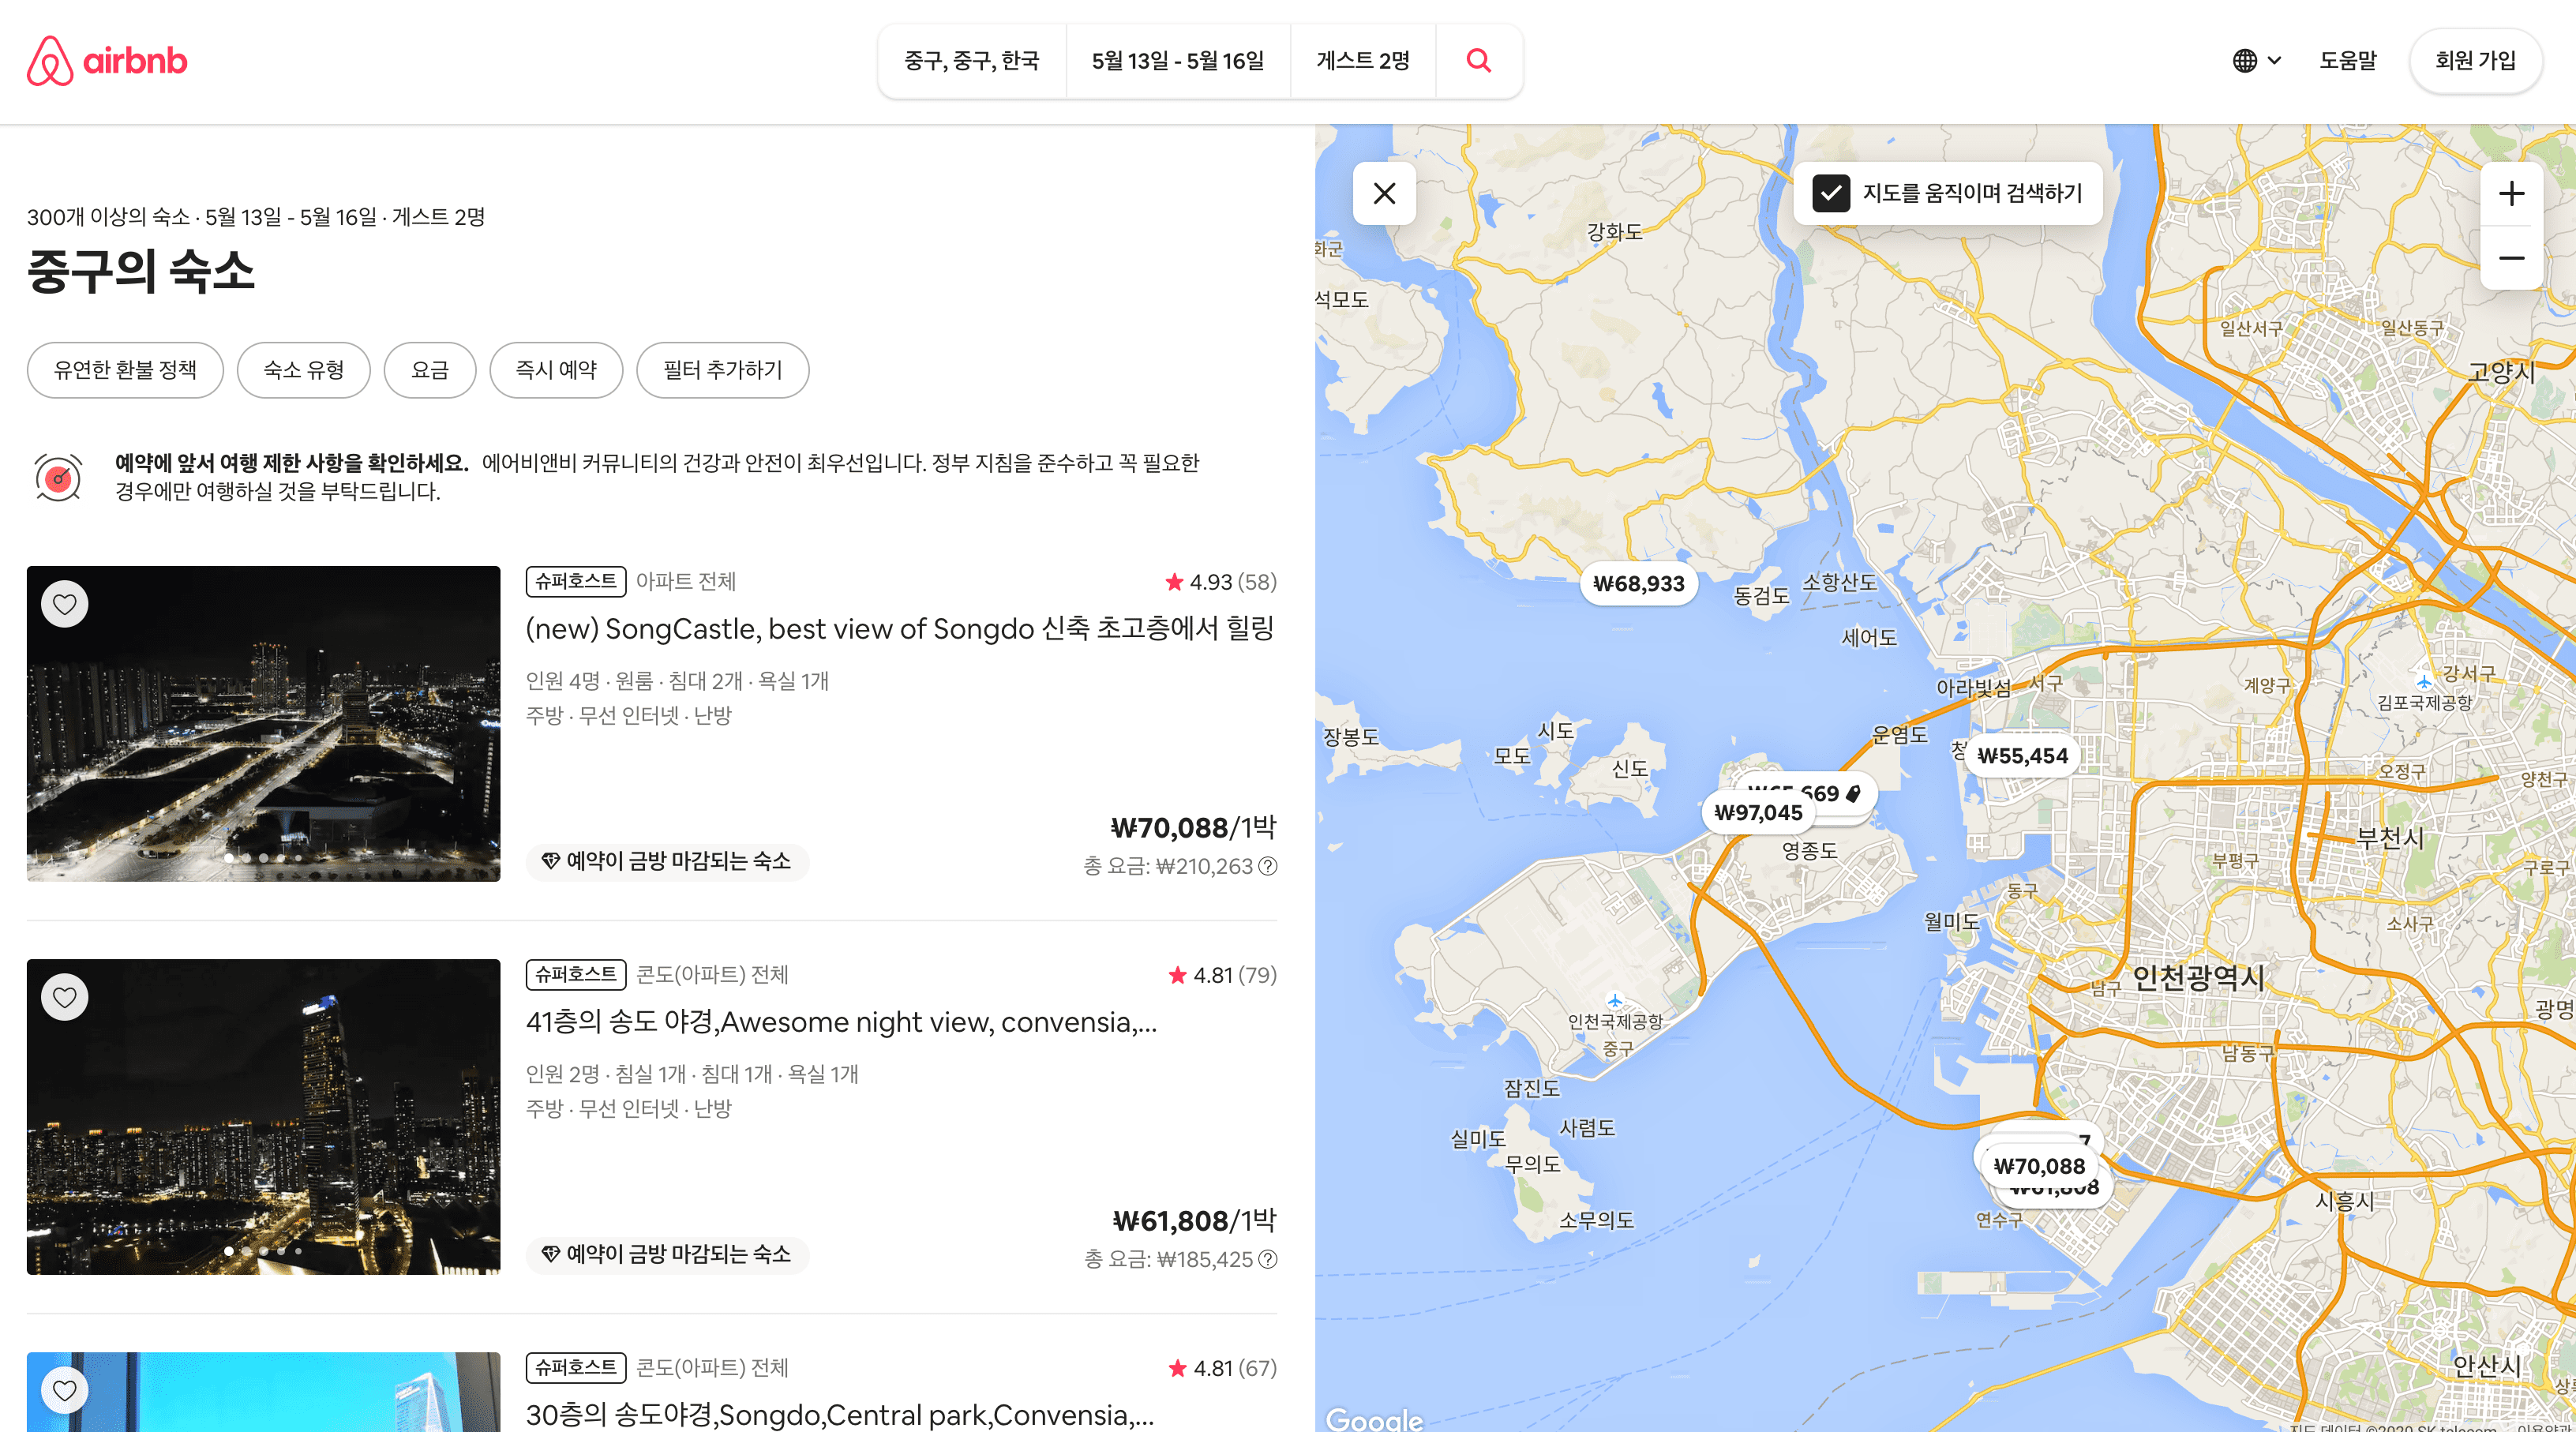 airbnb
중구, 중구, 한국
5월 13일 - 5월 16일
게스트 2명
도움말
회원 가입
300개 이상의 숙소 · 5월 13일 - 5월 16일 · 게스트 2명
중구의 숙소
유연한 환불 정책
숙소 유형
요금
즉시 예약
필터 추가하기
예약에 앞서 여행 제한 사항을 확인하세요. 에어비앤비 커뮤니티의 건강과 안전이 최우선입니다. 정부 지침을 준수하고 꼭 필요한
경우에만 여행하실 것을 부탁드립니다.
슈퍼호스트 아파트 전체
4.93 (58)
(new) SongCastle, best view of Songdo 신축 초고층에서 힐링
인원 4명 · 원룸 · 침대 2개 · 욕실 1개
주방 · 무선 인터넷 · 난방
₩70,088/1박
예약이 금방 마감되는 숙소
총 요금: ₩210,263
슈퍼호스트 콘도(아파트) 전체
4.81 (79)
41층의 송도 야경,Awesome night view, convensia,...
인원 2명 · 침실 1개 · 침대 1개 · 욕실 1개
주방 · 무선 인터넷 · 난방
₩61,808/1박
예약이 금방 마감되는 숙소
총 요금: ₩185,425
슈퍼호스트 콘도(아파트) 전체
4.81 (67)
30층의 송도야경,Songdo,Central park,Convensia,...
지도를 움직이며 검색하기
강화도
화군
석모도
일산서구
일산동구
고양시
₩68,933
동검도
소항산도
세어도
아라빛섬
서구
계양구
강서구
김포국제공항
장봉도
시도
모도
신도
운염도
청
₩55,454
오정구
양천구
₩97,045
영종도
부천시
부평구
구로구
동구
월미도
소사구
인천광역시
남구
인천국제공항
중구
광명
남동구
잠진도
사렴도
실미도
무의도
소무의도
7
₩70,088
₩61,808
연수구
시흥시
안산시
Google